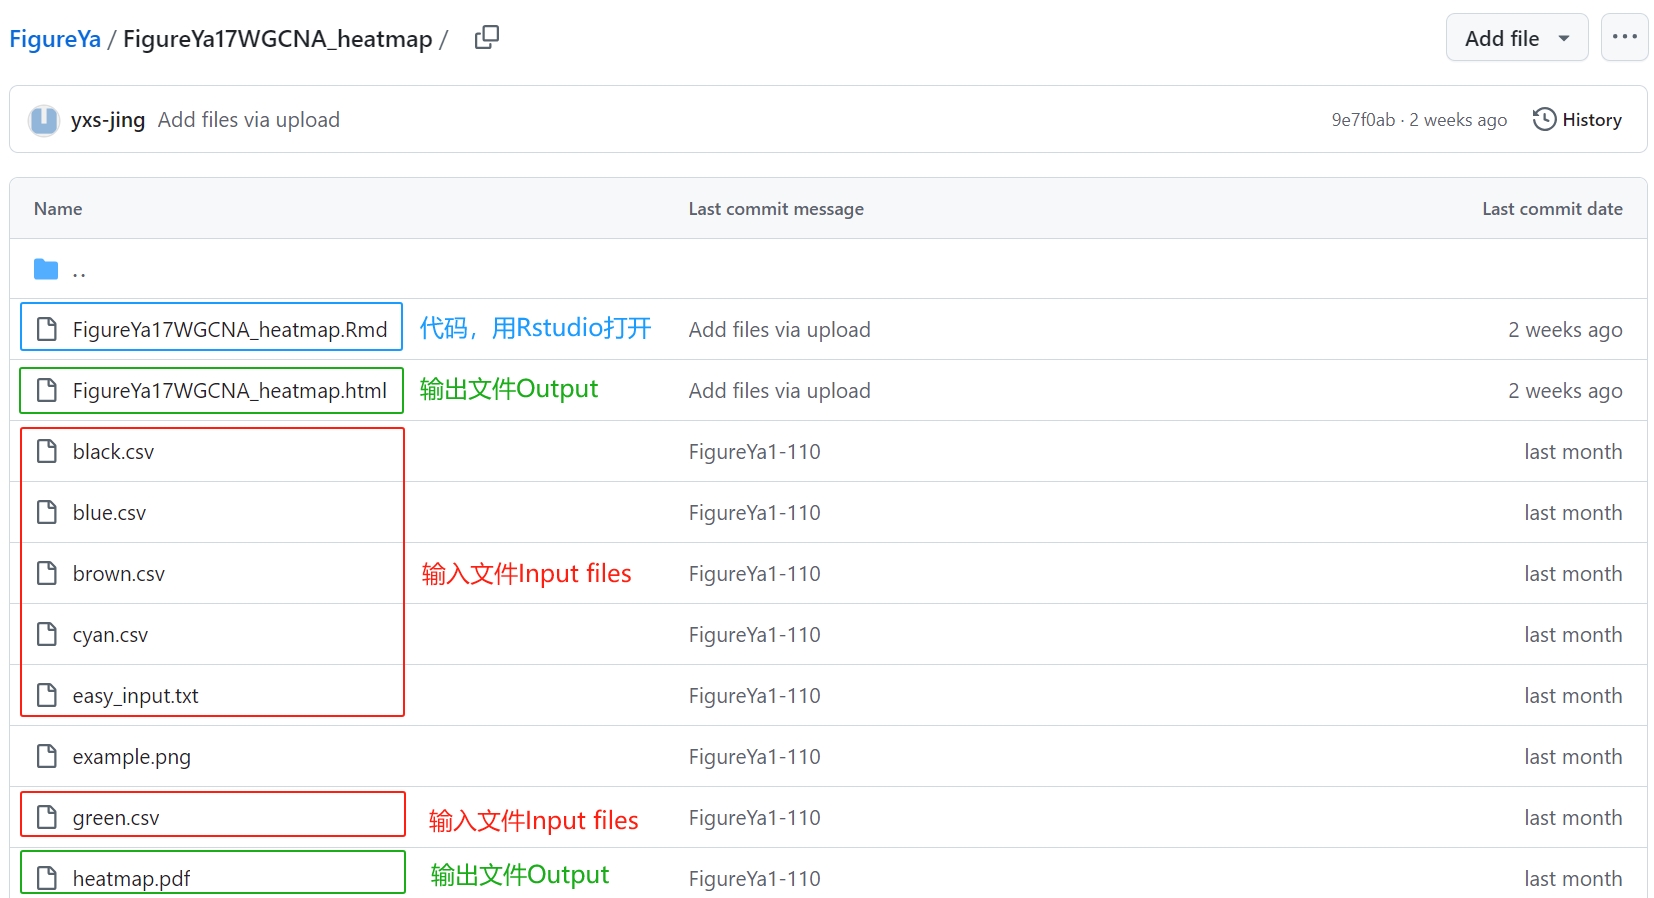 FigureYa / FigureYa17WGCNA_heatmap /
Add file
yxs-jing Add files via upload
9e7f0ab · 2 weeks ago
History
Name Last commit message Last commit date
..
FigureYa17WGCNA_heatmap.Rmd 代码，用Rstudio打开 Add files via upload 2 weeks ago
FigureYa17WGCNA_heatmap.html 输出文件Output Add files via upload 2 weeks ago
black.csv FigureYa1-110 last month
blue.csv FigureYa1-110 last month
brown.csv 输入文件Input files FigureYa1-110 last month
cyan.csv FigureYa1-110 last month
easy_input.txt FigureYa1-110 last month
example.png FigureYa1-110 last month
green.csv 输入文件Input files FigureYa1-110 last month
heatmap.pdf 输出文件Output FigureYa1-110 last month